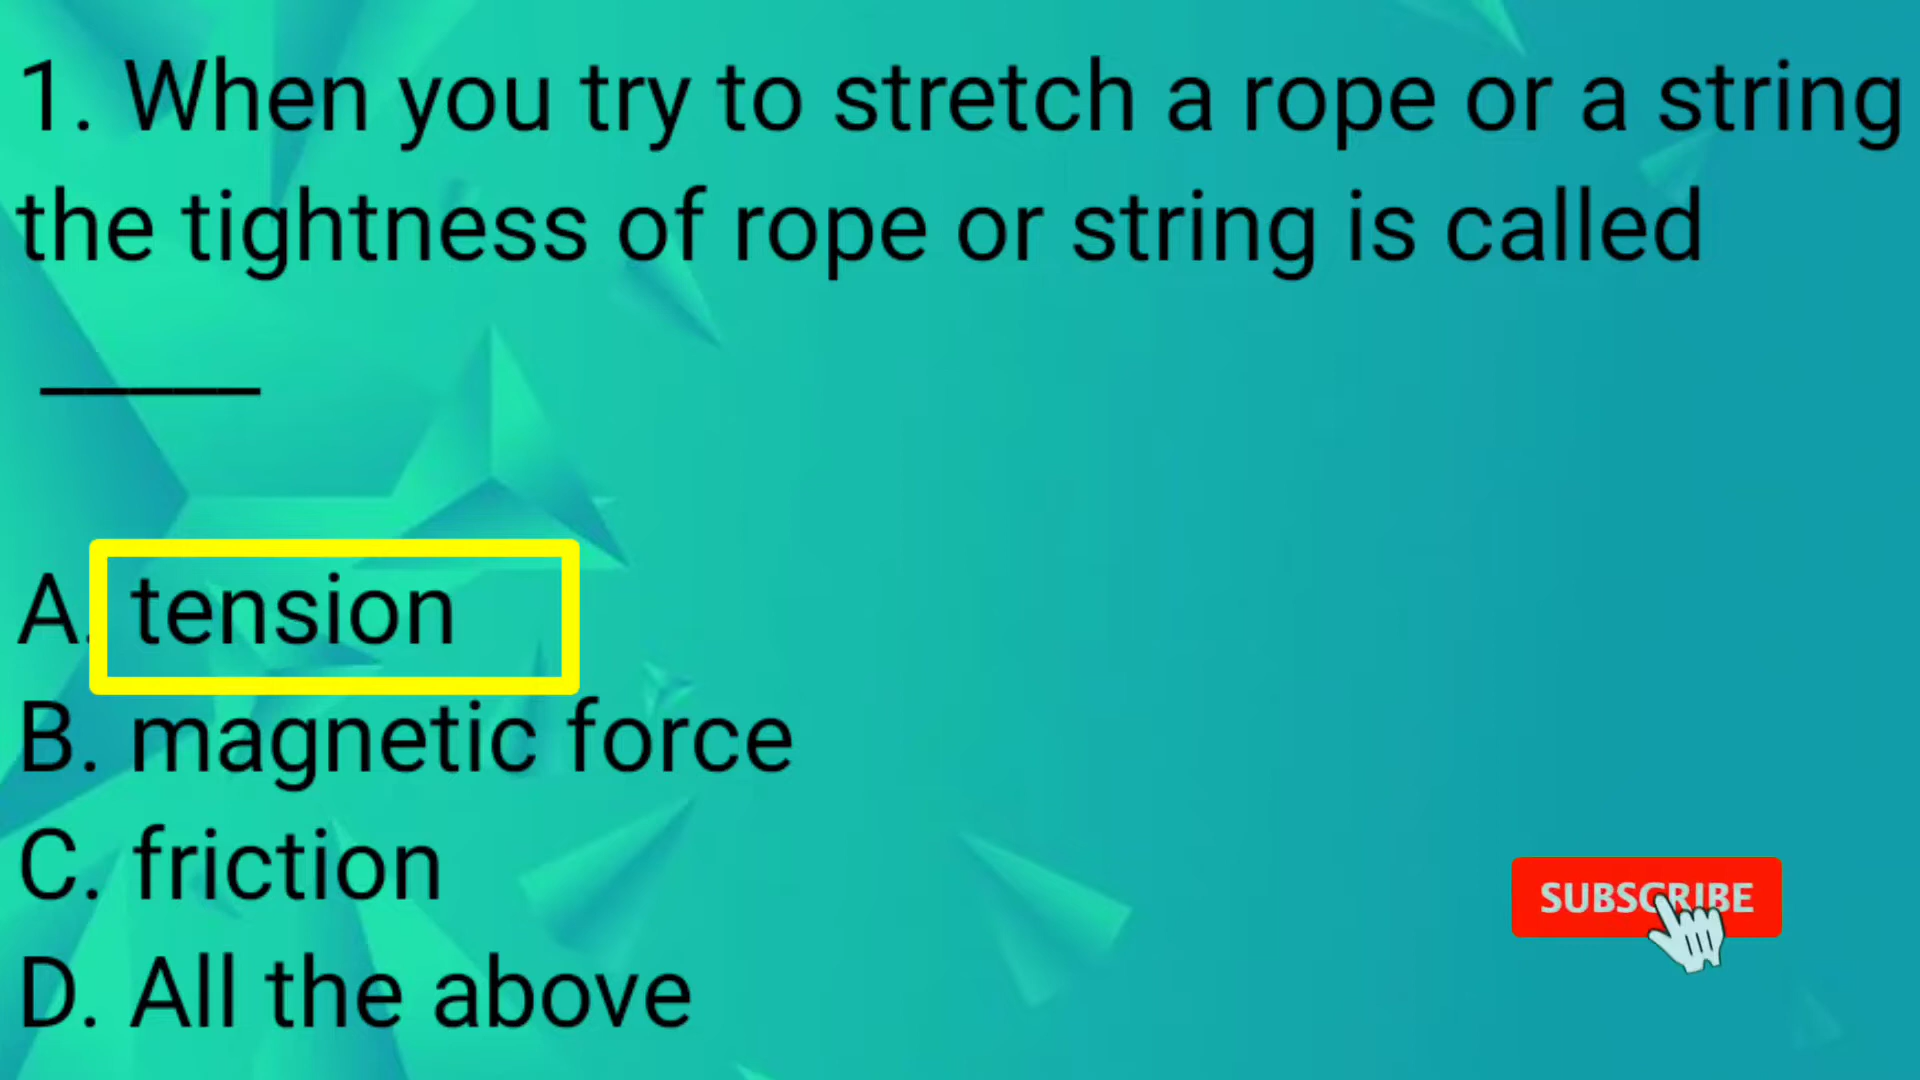 1. When you try to stretch a rope or a string
the tightness of rope or string is called
_____
A. tension
B. magnetic force
C. friction
D. All the above
SUBSCRIBE